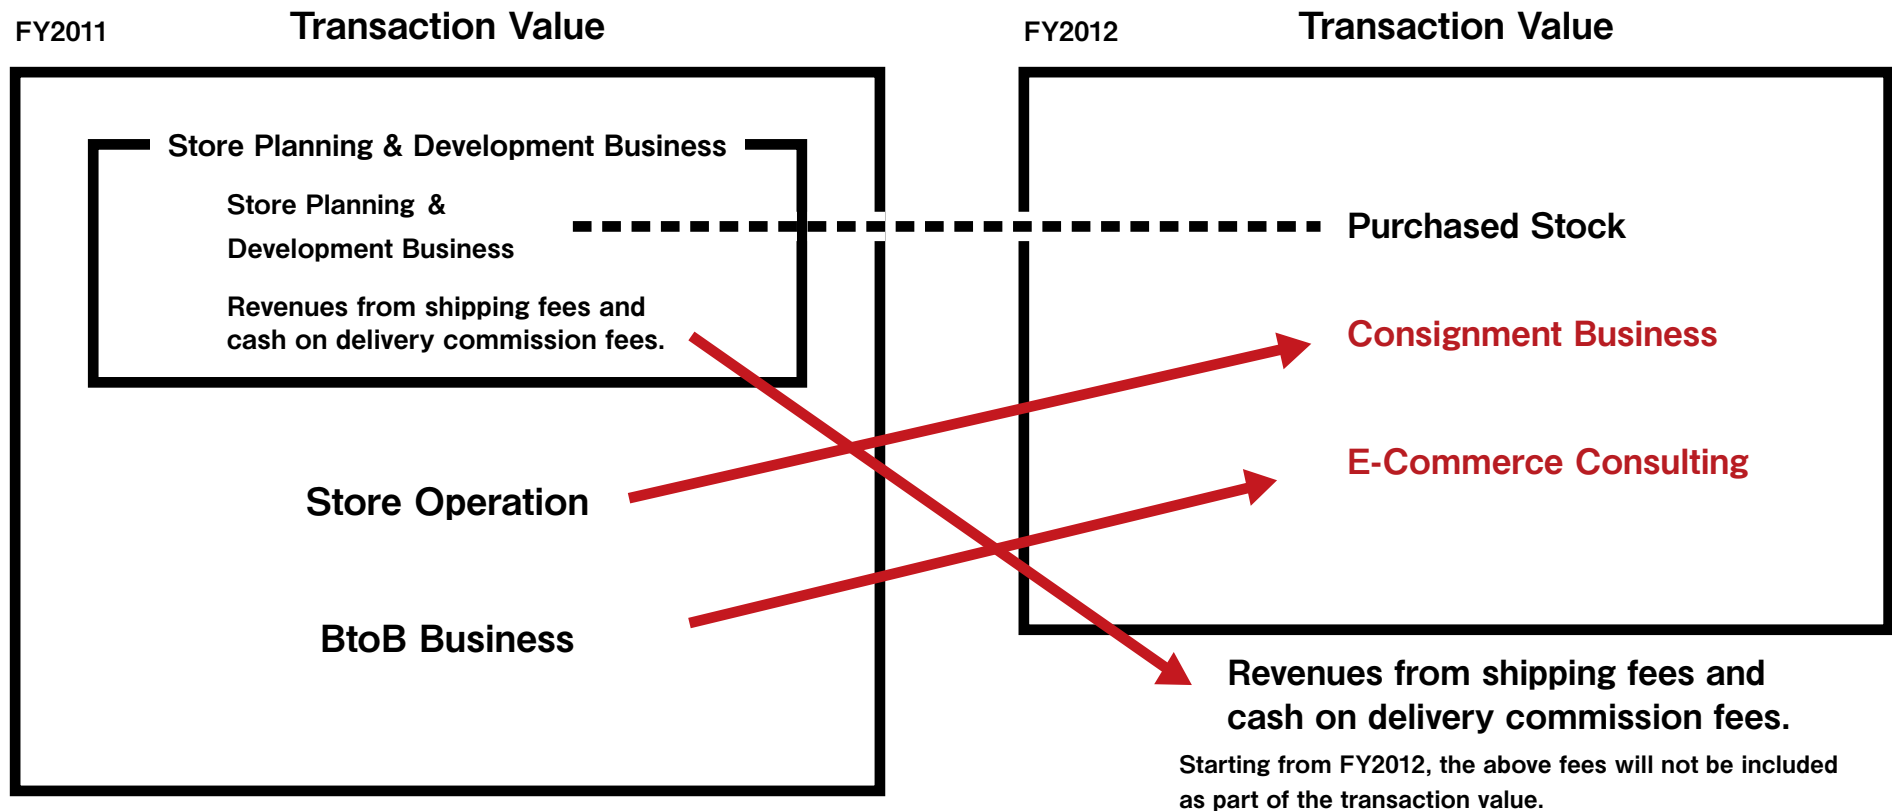 FY2011
Transaction Value
Store Planning & Development Business
Store Planning &
Development Business
Revenues from shipping fees and
cash on delivery commission fees.
Store Operation
BtoB Business
FY2012
Transaction Value
Purchased Stock
Consignment Business
E-Commerce Consulting
Revenues from shipping fees and
cash on delivery commission fees.
Starting from FY2012, the above fees will not be included
as part of the transaction value.